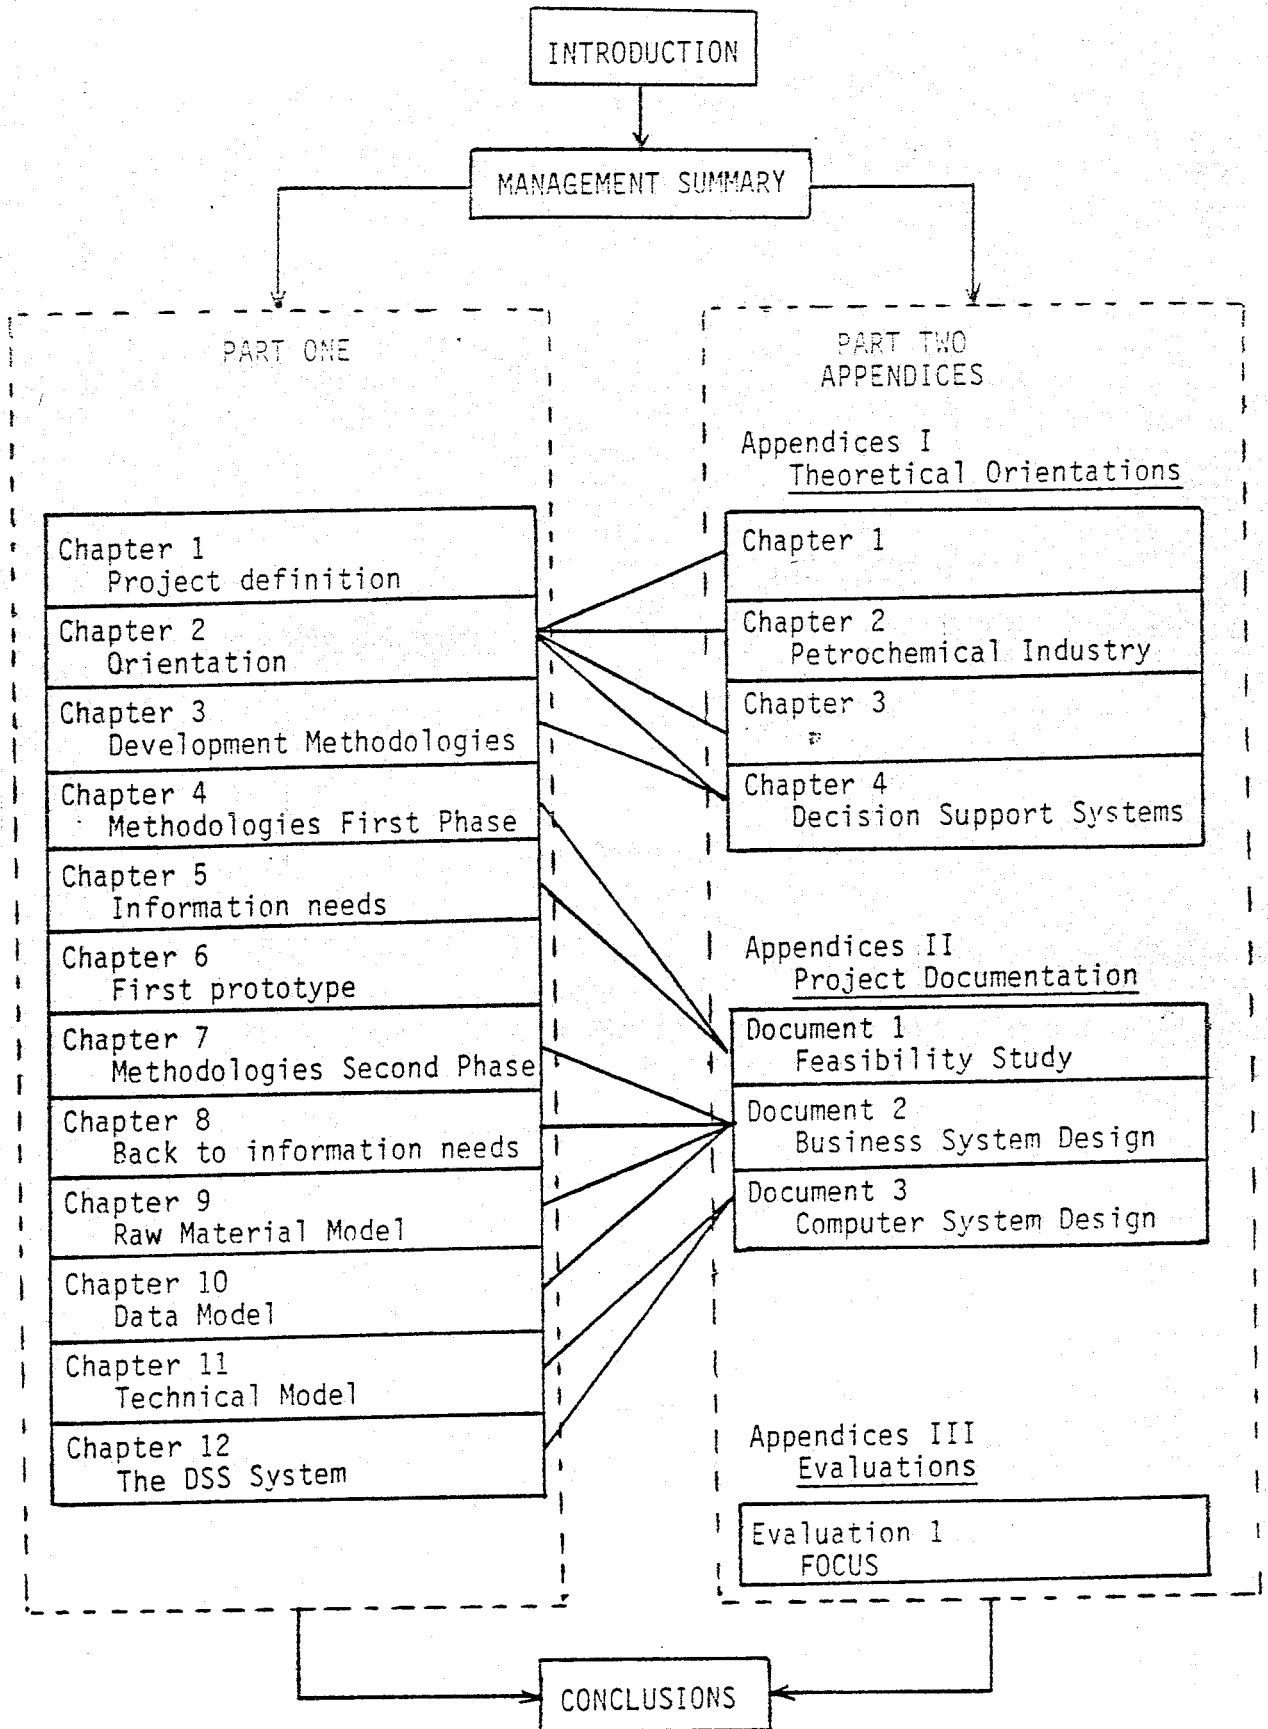 INTRODUCTION
MANAGEMENT SUMMARY
PART ONE
Chapter 1
Project definition
Chapter 2
Orientation
Chapter 3
Development Methodologies
Chapter 4
Methodologies First Phase
Chapter 5
Information needs
Chapter 6
First prototype
Chapter 7
Methodologies Second Phase
Chapter 8
Back to information needs
Chapter 9
Raw Material Model
Chapter 10
Data Model
Chapter 11
Technical Model
Chapter 12
The DSS System
PART TWO
APPENDICES
Appendices I
Theoretical Orientations
Chapter 1
Chapter 2
Petrochemical Industry
Chapter 3
Chapter 4
Decision Support Systems
Appendices II
Project Documentation
Document 1
Feasibility Study
Document 2
Business System Design
Document 3
Computer System Design
Appendices III
Evaluations
Evaluation 1
FOCUS
CONCLUSIONS